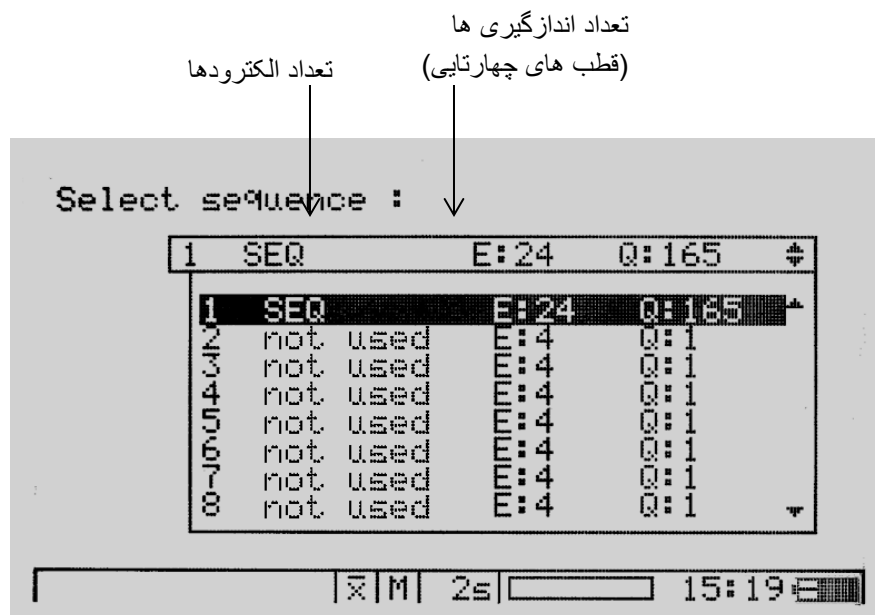 تعداد اندازگیری ها
(قطب های چهارتایی)
تعداد الکترودها
Select sequence :
1 SEQ E:24 Q:165
1 SEQ E:24 Q:165
2 not used E:4 Q:1
3 not used E:4 Q:1
4 not used E:4 Q:1
5 not used E:4 Q:1
6 not used E:4 Q:1
7 not used E:4 Q:1
8 not used E:4 Q:1
x̅ M 2s 15:19